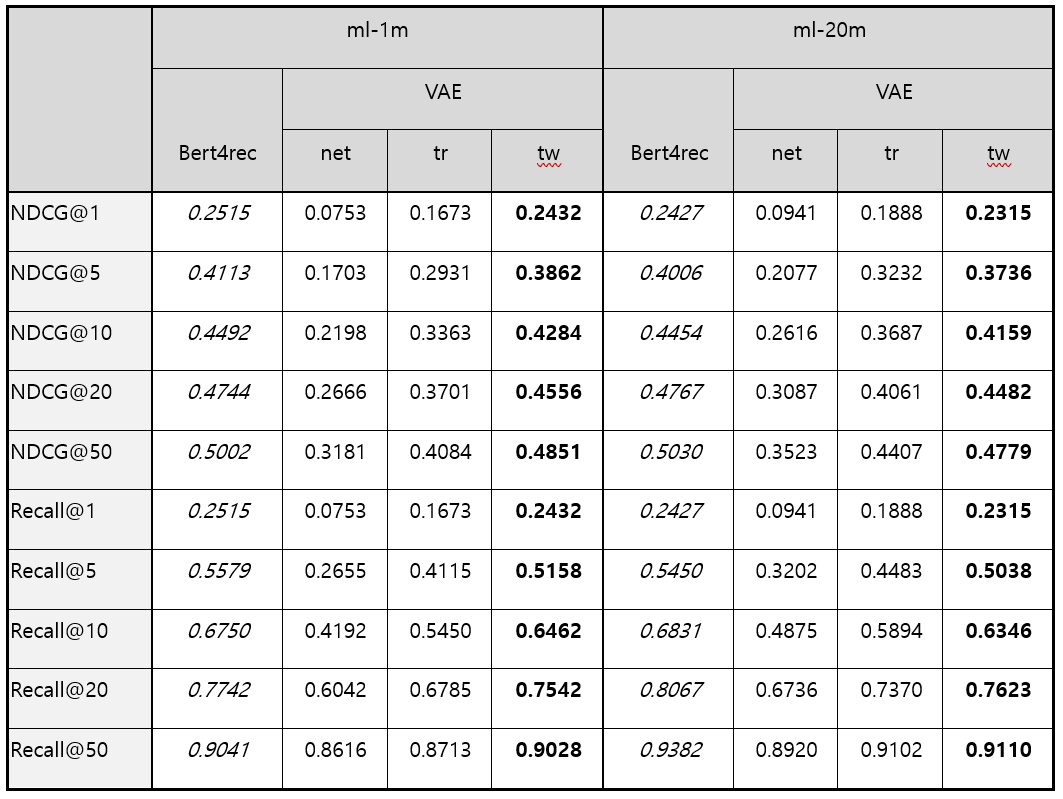 ml-1m ml-20m
VAE VAE
Bert4rec net tr tw Bert4rec net tr tw
NDCG@1 0.2515 0.0753 0.1673 0.2432 0.2427 0.0941 0.1888 0.2315
NDCG@5 0.4113 0.1703 0.2931 0.3862 0.4006 0.2077 0.3232 0.3736
NDCG@10 0.4492 0.2198 0.3363 0.4284 0.4454 0.2616 0.3687 0.4159
NDCG@20 0.4744 0.2666 0.3701 0.4556 0.4767 0.3087 0.4061 0.4482
NDCG@50 0.5002 0.3181 0.4084 0.4851 0.5030 0.3523 0.4407 0.4779
Recall@1 0.2515 0.0753 0.1673 0.2432 0.2427 0.0941 0.1888 0.2315
Recall@5 0.5579 0.2655 0.4115 0.5158 0.5450 0.3202 0.4483 0.5038
Recall@10 0.6750 0.4192 0.5450 0.6462 0.6831 0.4875 0.5894 0.6346
Recall@20 0.7742 0.6042 0.6785 0.7542 0.8067 0.6736 0.7370 0.7623
Recall@50 0.9041 0.8616 0.8713 0.9028 0.9382 0.8920 0.9102 0.9110